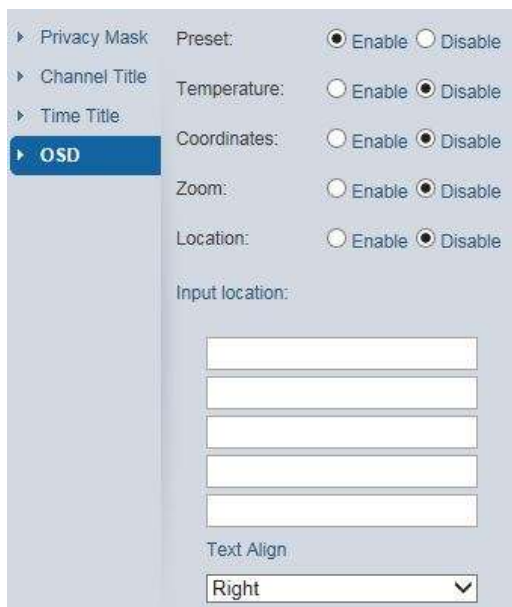 Privacy Mask
Channel Title
Time Title
OSD
Preset: Enable Disable
Temperature: Enable Disable
Coordinates: Enable Disable
Zoom: Enable Disable
Location: Enable Disable
Input location:
Text Align
Right